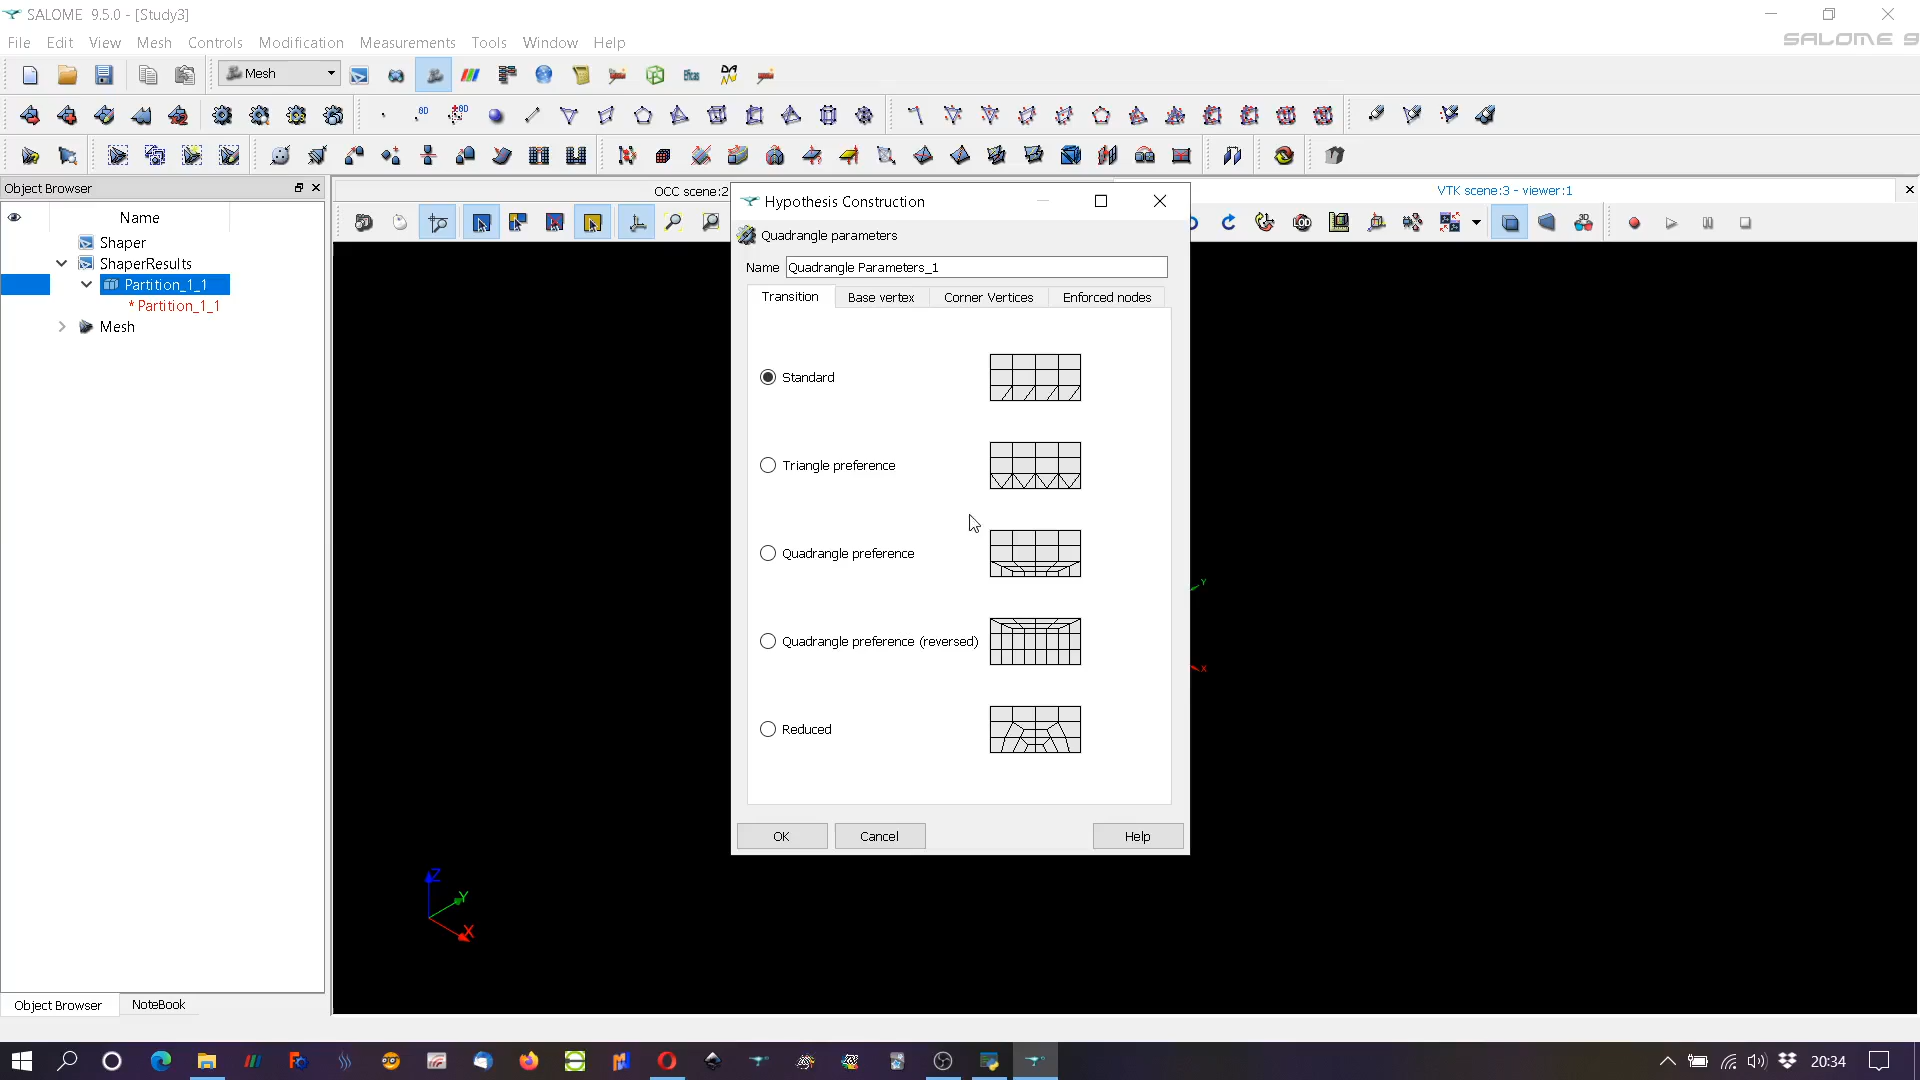 SALOME 9.5.0 - [Study3]
File Edit View Mesh Controls Modification Measurements Tools Window Help
SALOME 9
Mesh
0D
0D
Object Browser
OCC scene:2
VTK scene:3 - viewer:1
Name
Shaper
ShaperResults
Partition_1_1
* Partition_1_1
Mesh
Hypothesis Construction
Quadrangle parameters
Name Quadrangle Parameters_1
Transition Base vertex Corner Vertices Enforced nodes
Standard
Triangle preference
Quadrangle preference
Quadrangle preference (reversed)
Reduced
OK Cancel Help
Y
X
Z
Y
X
Object Browser NoteBook
20:34